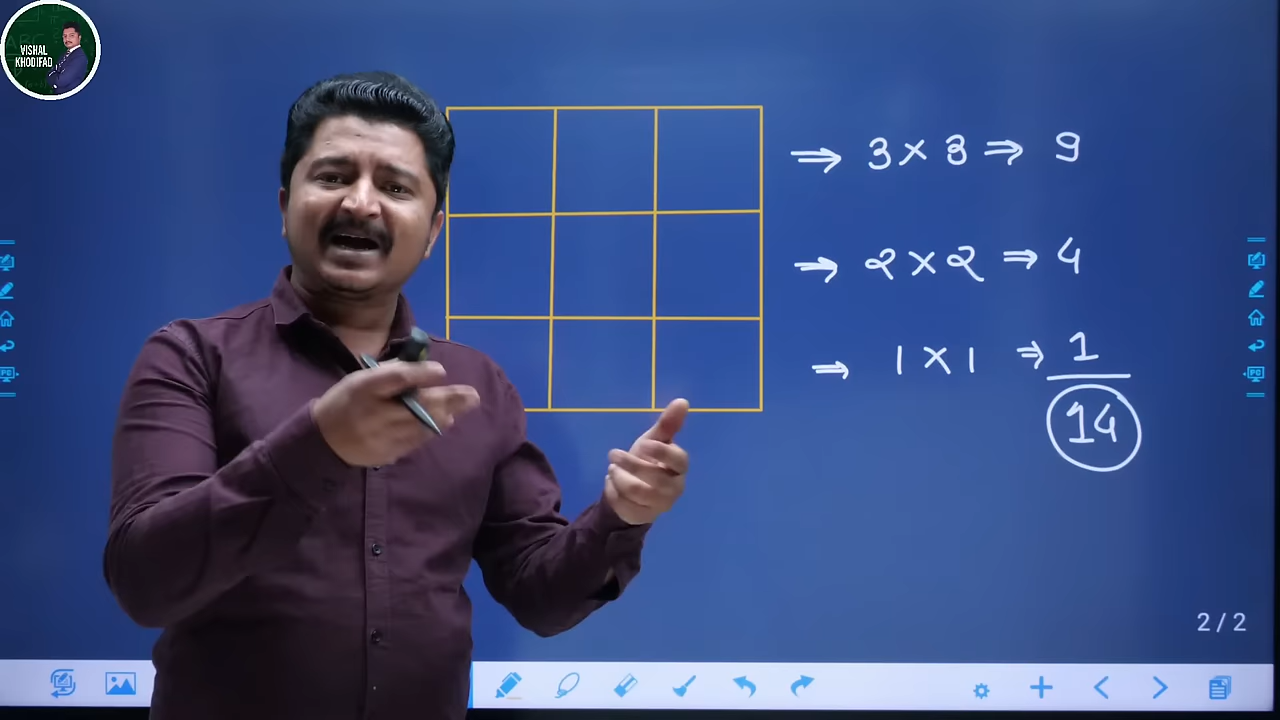 VISHAL
KHODIFAD
⇒ 3 × 3 ⇒ 9
⇒ 2 × 2 ⇒ 4
⇒ 1 × 1 ⇒ 1
14
2 / 2